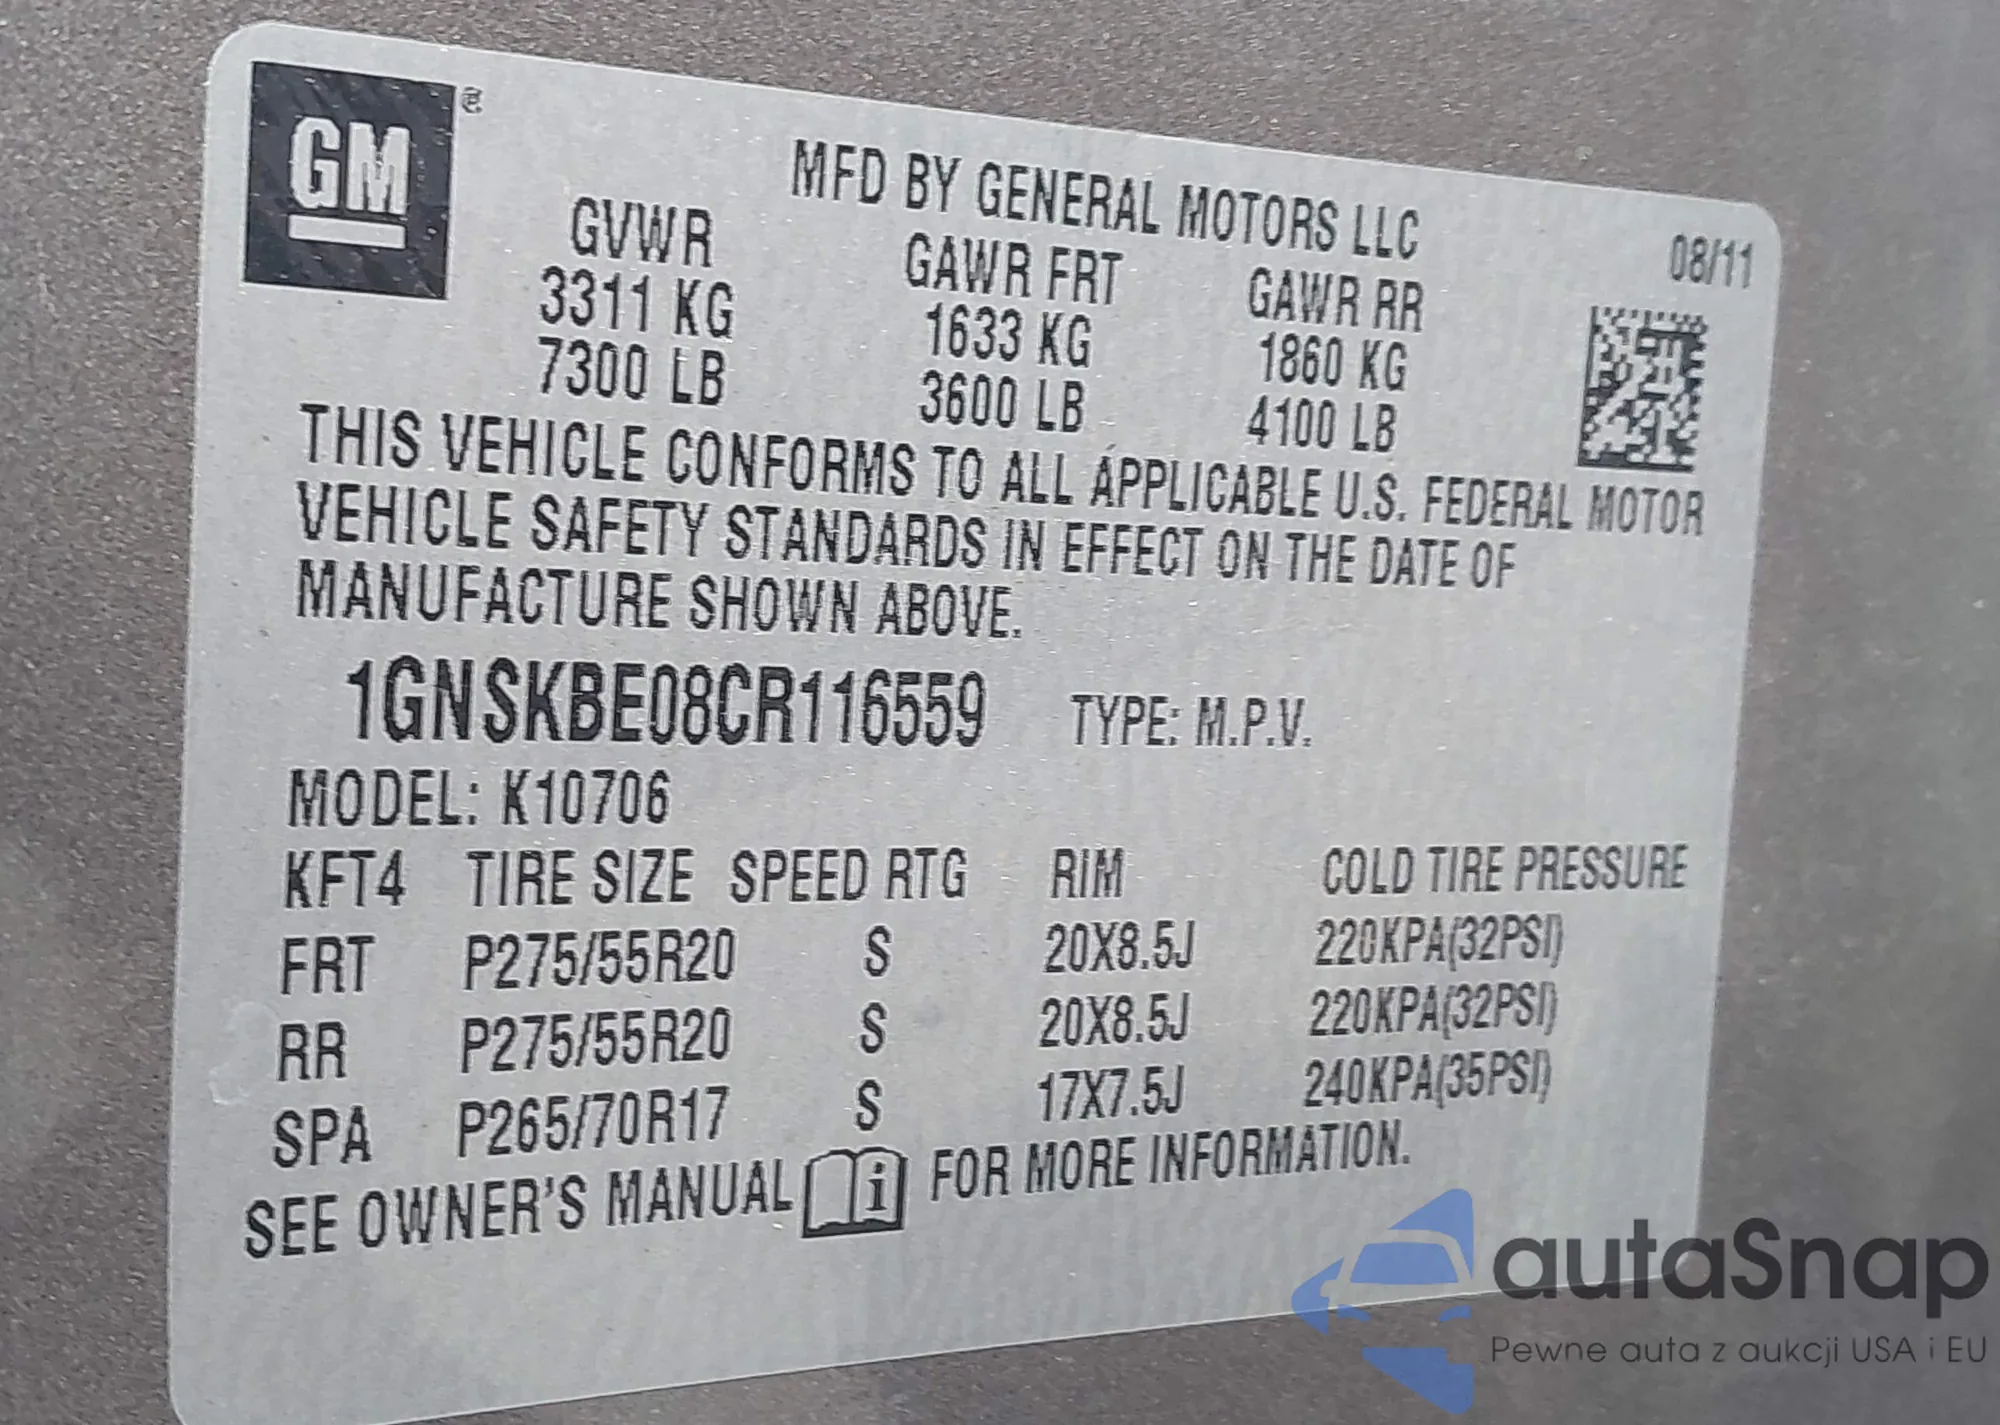 GM ®
MFD BY GENERAL MOTORS LLC
08/11
GVWR GAWR FRT GAWR RR
3311 KG 1633 KG 1860 KG
7300 LB 3600 LB 4100 LB
THIS VEHICLE CONFORMS TO ALL APPLICABLE U.S. FEDERAL MOTOR
VEHICLE SAFETY STANDARDS IN EFFECT ON THE DATE OF
MANUFACTURE SHOWN ABOVE.
1GNSKBE08CR116559 TYPE: M.P.V.
MODEL: K10706
KFT4 TIRE SIZE SPEED RTG RIM COLD TIRE PRESSURE
FRT P275/55R20 S 20X8.5J 220KPA(32PSI)
RR P275/55R20 S 20X8.5J 220KPA(32PSI)
SPA P265/70R17 S 17X7.5J 240KPA(35PSI)
SEE OWNER'S MANUAL i FOR MORE INFORMATION.
autaSnap
Pewne auta z aukcji USA i EU